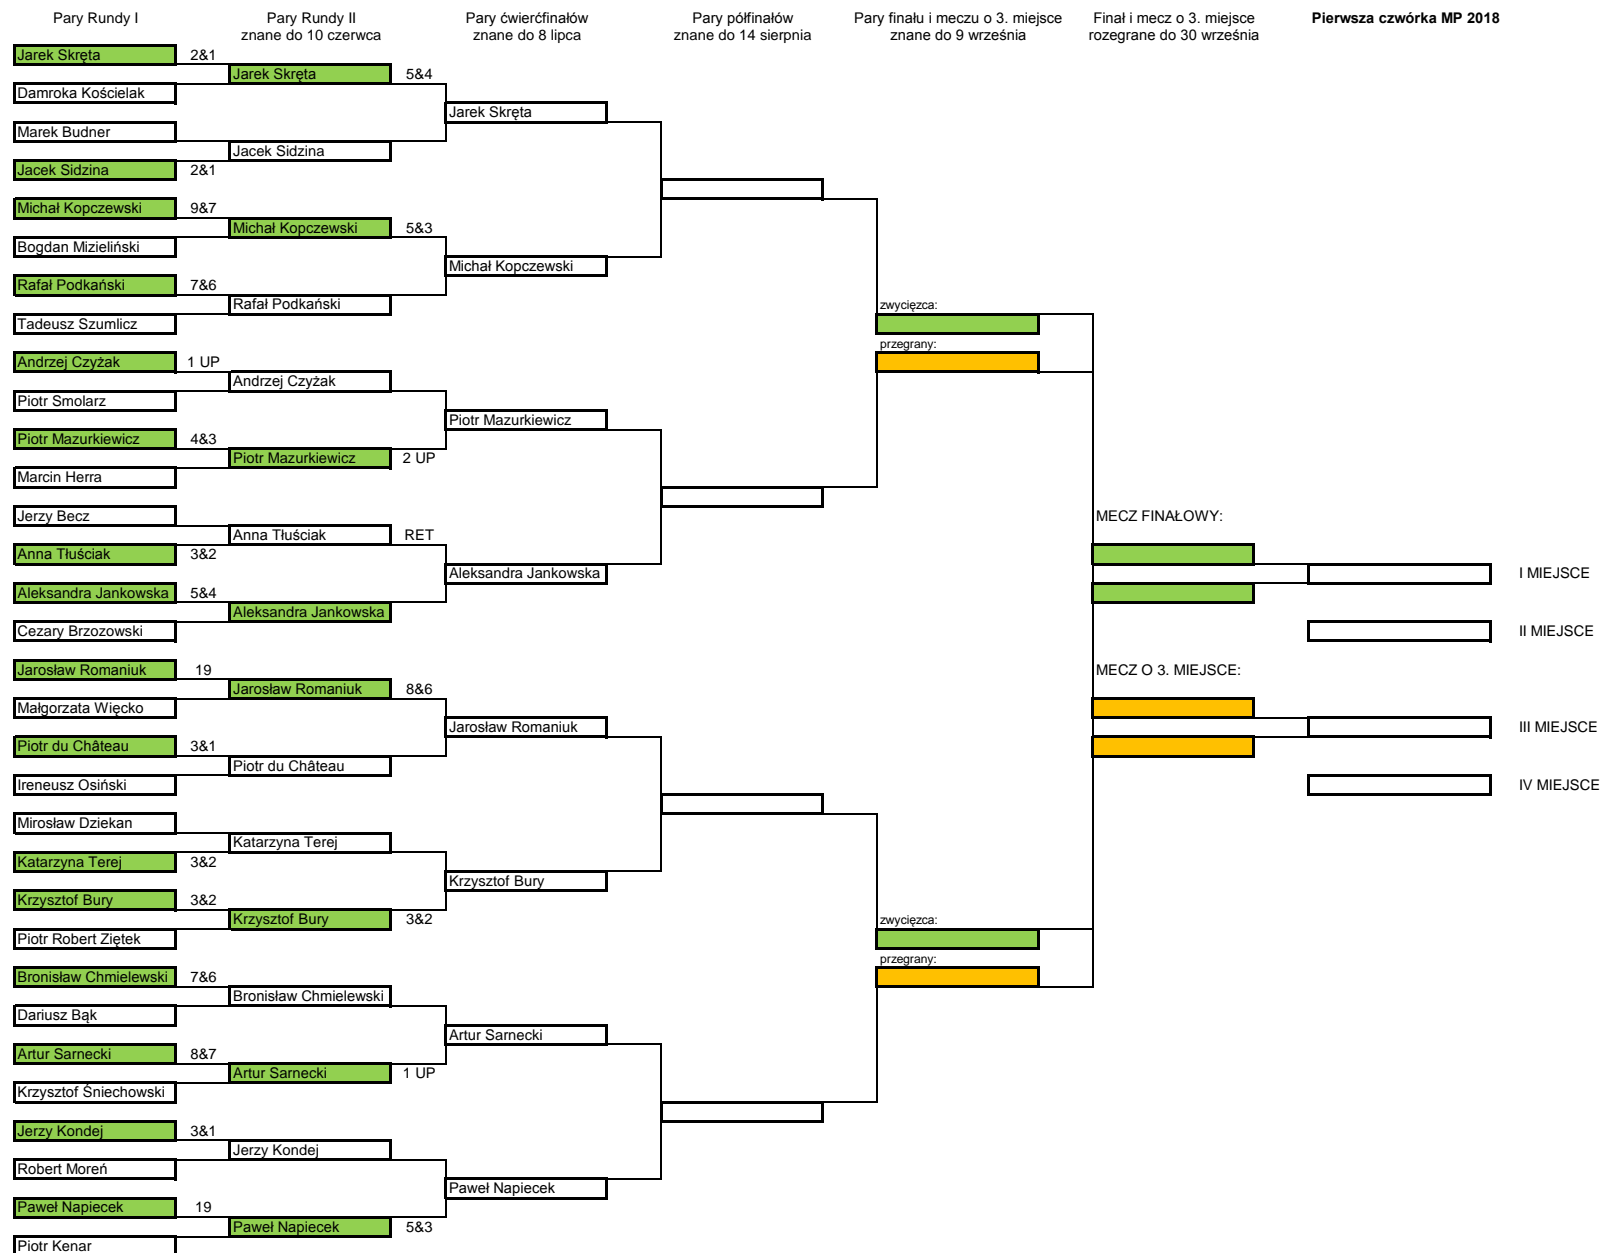 Pary Rundy I
Pary Rundy II
znane do 10 czerwca
Pary ćwierćfinałów
znane do 8 lipca
Pary półfinałów
znane do 14 sierpnia
Pary finału i meczu o 3. miejsce
znane do 9 września
Finał i mecz o 3. miejsce
rozegrane do 30 września
Pierwsza czwórka MP 2018
Jarek Skręta 2&1
Jarek Skręta 5&4
Damroka Kościelak
Jarek Skręta
Marek Budner
Jacek Sidzina
Jacek Sidzina 2&1
Michał Kopczewski 9&7
Michał Kopczewski 5&3
Bogdan Mizieliński
Michał Kopczewski
Rafał Podkański 7&6
Rafał Podkański
zwycięzca:
Tadeusz Szumlicz
przegrany:
Andrzej Czyżak 1 UP
Andrzej Czyżak
Piotr Smolarz
Piotr Mazurkiewicz
Piotr Mazurkiewicz 4&3
Piotr Mazurkiewicz 2 UP
Marcin Herra
Jerzy Becz
MECZ FINAŁOWY:
Anna Tłuściak RET
Anna Tłuściak 3&2
Aleksandra Jankowska
I MIEJSCE
Aleksandra Jankowska 5&4
Aleksandra Jankowska
Cezary Brzozowski
II MIEJSCE
Jarosław Romaniuk 19
MECZ O 3. MIEJSCE:
Jarosław Romaniuk 8&6
Małgorzata Więcko
Jarosław Romaniuk
III MIEJSCE
Piotr du Château 3&1
Piotr du Château
Ireneusz Osiński
IV MIEJSCE
Mirosław Dziekan
Katarzyna Terej
Katarzyna Terej 3&2
Krzysztof Bury
Krzysztof Bury 3&2
Krzysztof Bury 3&2
zwycięzca:
Piotr Robert Ziętek
przegrany:
Bronisław Chmielewski 7&6
Bronisław Chmielewski
Dariusz Bąk
Artur Sarnecki
Artur Sarnecki 8&7
Artur Sarnecki 1 UP
Krzysztof Śniechowski
Jerzy Kondej 3&1
Jerzy Kondej
Robert Moreń
Paweł Napiecek
Paweł Napiecek 19
Paweł Napiecek 5&3
Piotr Kenar